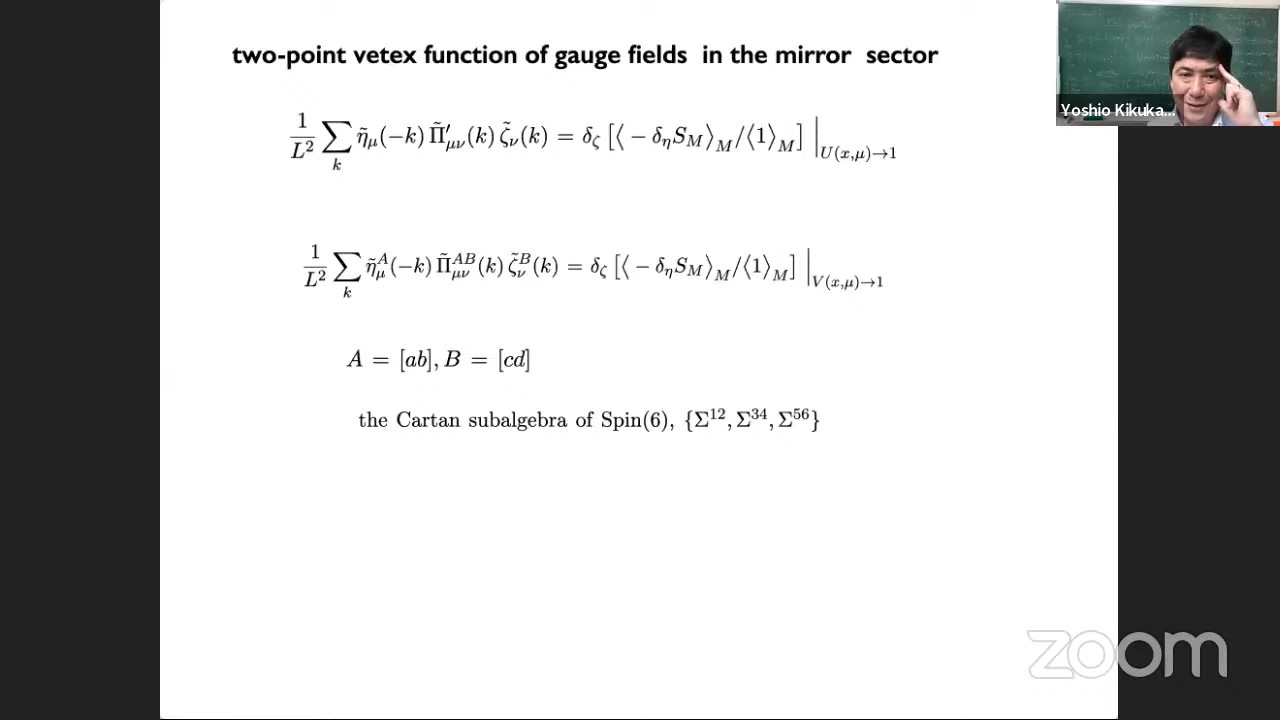 two-point vetex function of gauge fields in the mirror sector
Yoshio Kikuka...
$\frac{1}{L^2} \sum_k \tilde{\eta}_\mu(-k) \tilde{\Pi}'_{\mu\nu}(k) \tilde{\zeta}_\nu(k) = \delta_\zeta \left[ \langle -\delta_\eta S_M \rangle_M / \langle 1 \rangle_M \right] \Big|_{U(x,\mu) \to 1}$
$\frac{1}{L^2} \sum_k \tilde{\eta}^A_\mu(-k) \tilde{\Pi}^{AB}_{\mu\nu}(k) \tilde{\zeta}^B_\nu(k) = \delta_\zeta \left[ \langle -\delta_\eta S_M \rangle_M / \langle 1 \rangle_M \right] \Big|_{V(x,\mu) \to 1}$
$A = [ab], B = [cd]$
the Cartan subalgebra of Spin(6), $\{\Sigma^{12}, \Sigma^{34}, \Sigma^{56}\}$
zoom